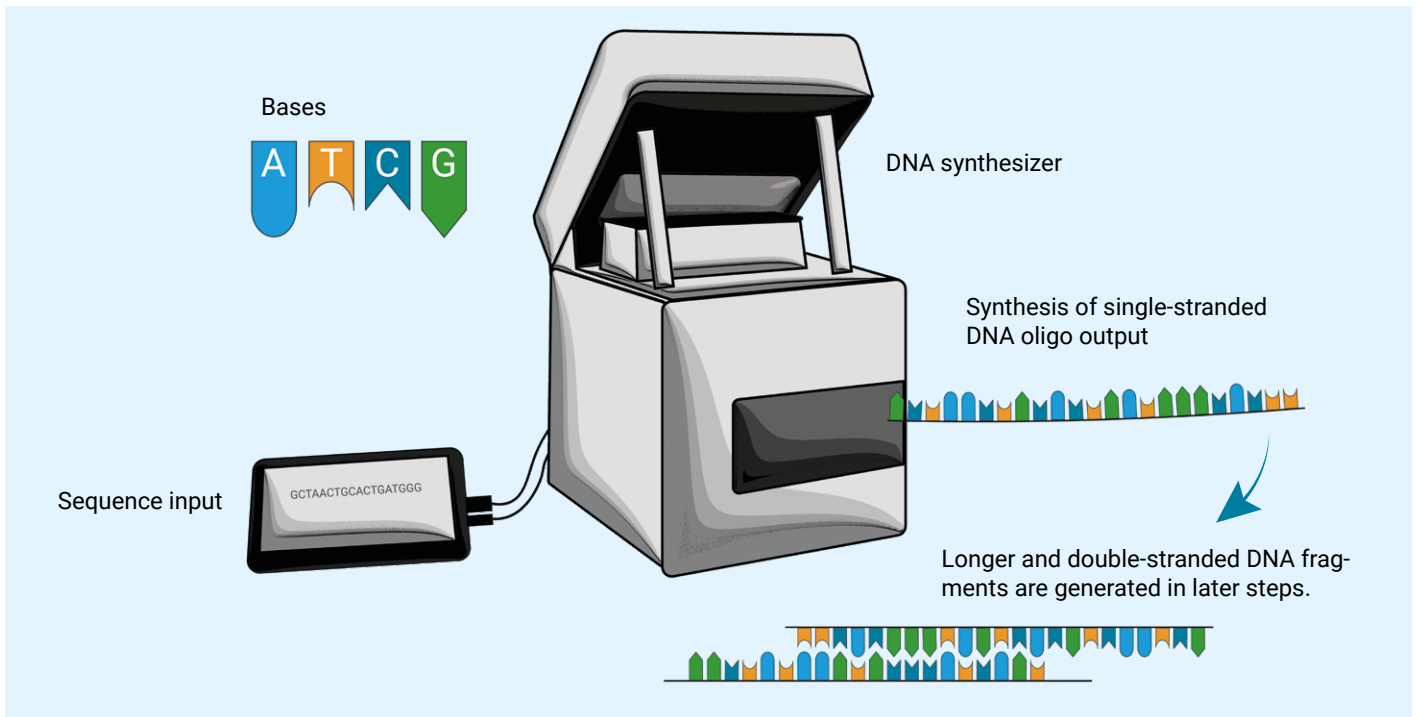 Bases
A T C G
DNA synthesizer
Synthesis of single-stranded
DNA oligo output
Sequence input
GCTAACTGCACTGATGGG
Longer and double-stranded DNA frag-
ments are generated in later steps.